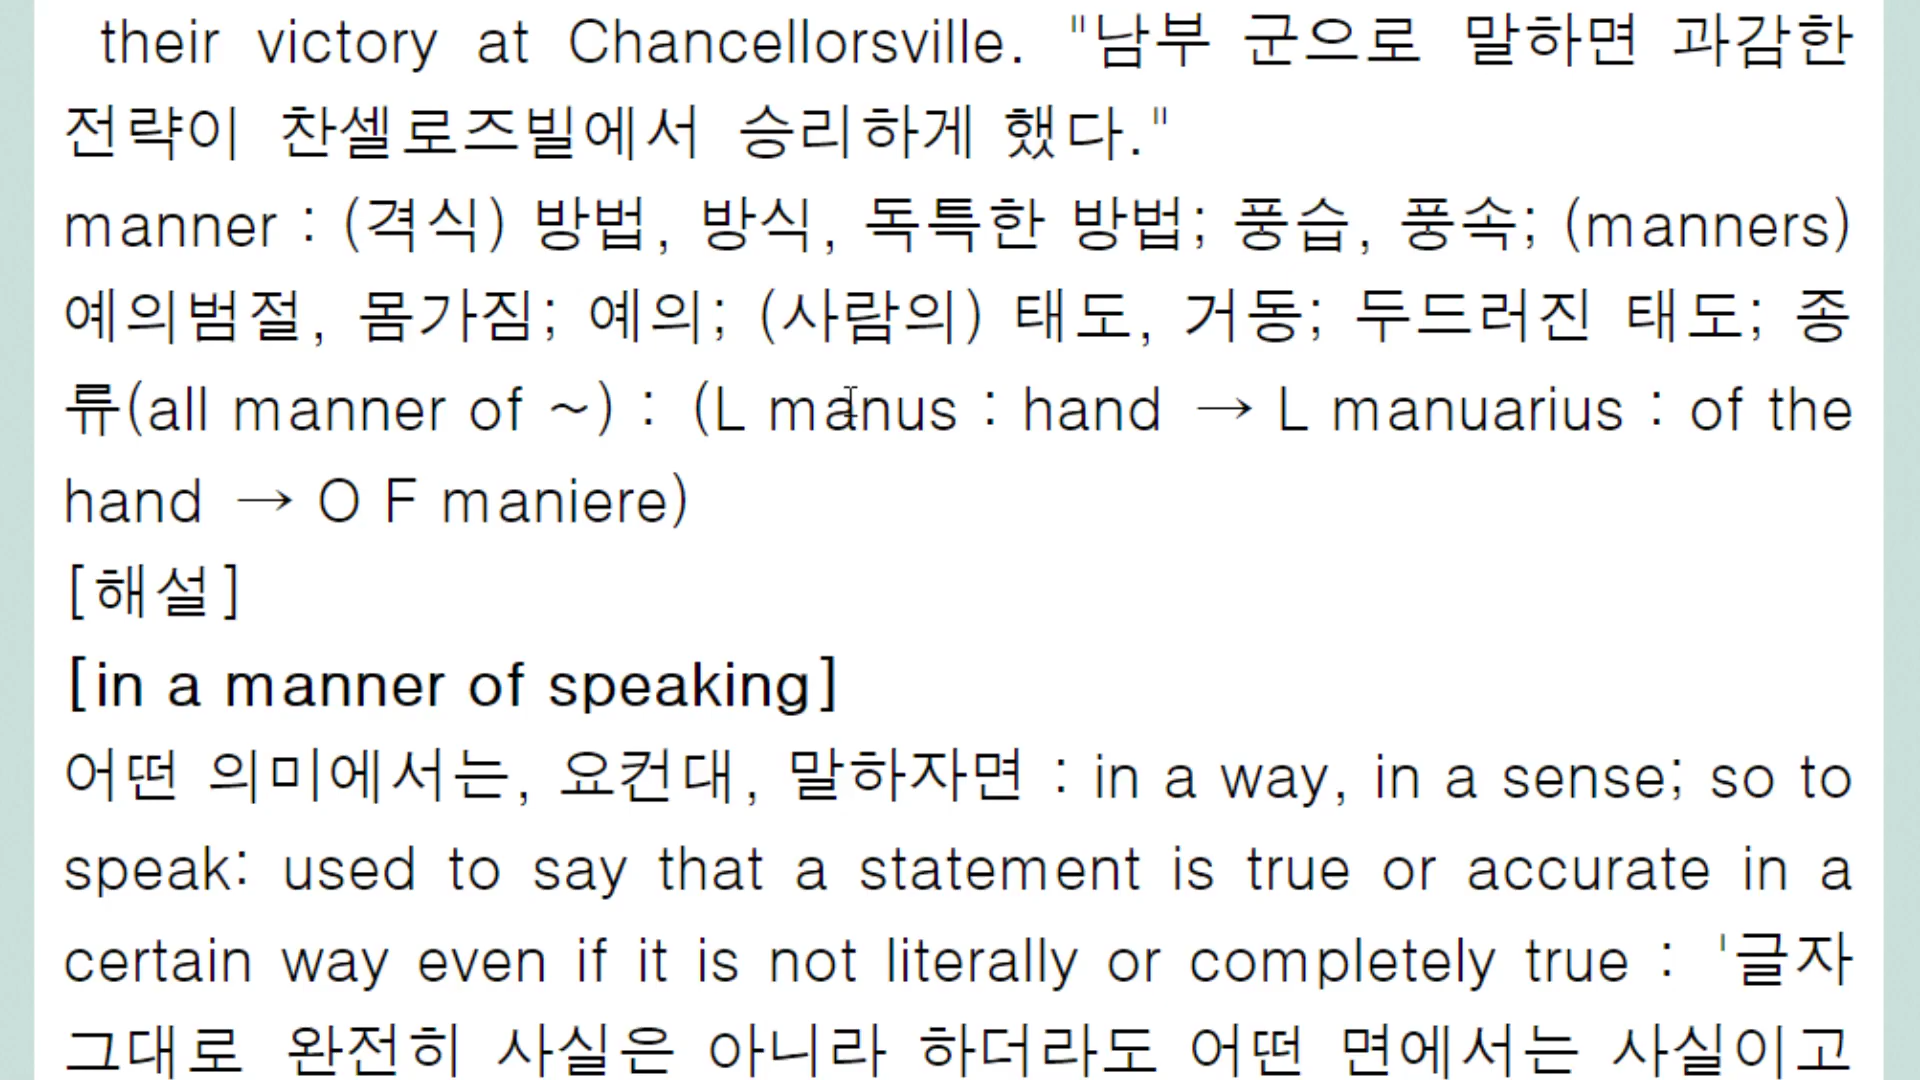 their victory at Chancellorsville. "남부 군으로 말하면 과감한
전략이 찬셀로즈빌에서 승리하게 했다."
manner : (격식) 방법, 방식, 독특한 방법; 풍습, 풍속; (manners)
예의범절, 몸가짐; 예의; (사람의) 태도, 거동; 두드러진 태도; 종
류(all manner of ~) : (L manus : hand → L manuarius : of the
hand → O F maniere)
[해설]
[in a manner of speaking]
어떤 의미에서는, 요컨대, 말하자면 : in a way, in a sense; so to
speak: used to say that a statement is true or accurate in a
certain way even if it is not literally or completely true : '글자
그대로 완전히 사실은 아니라 하더라도 어떤 면에서는 사실이고